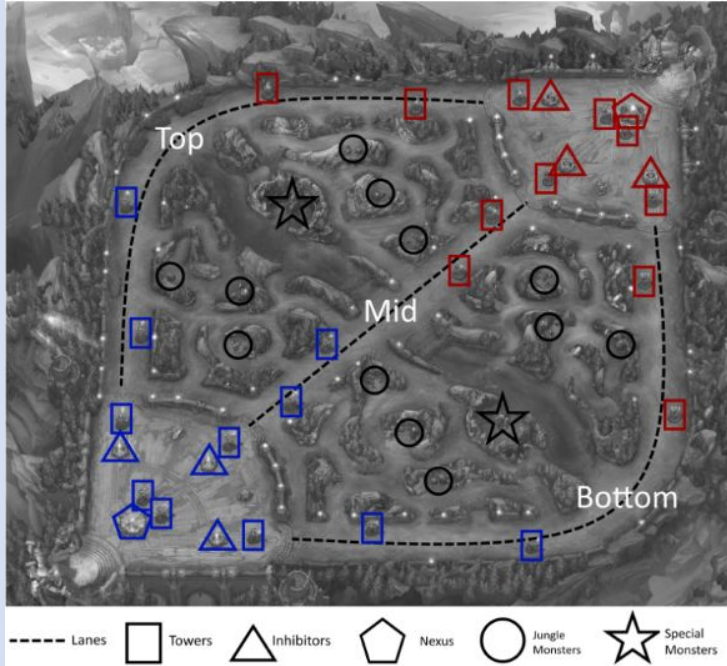 Top
Mid
Bottom
Lanes
Towers
Inhibitors
Nexus
Jungle
Monsters
Special
Monsters